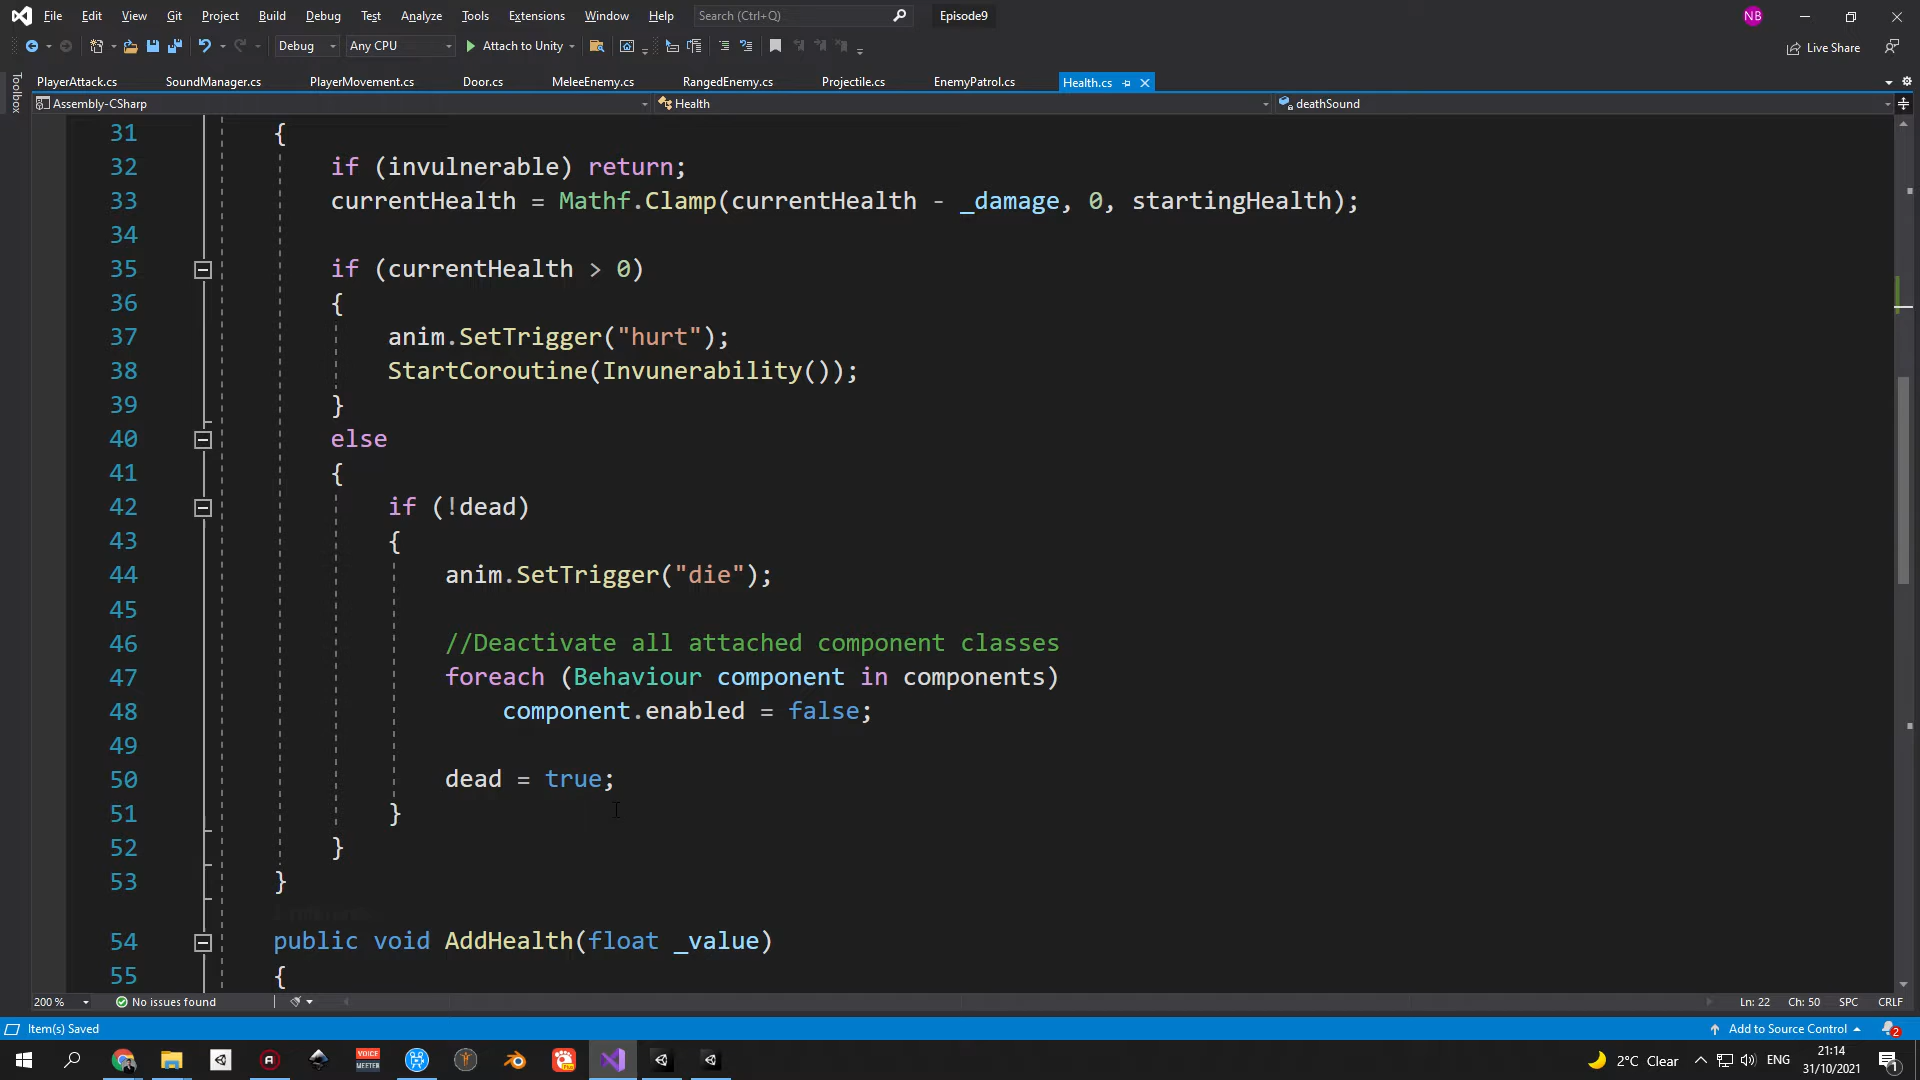 File Edit View Git Project Build Debug Test Analyze Tools Extensions Window Help Search (Ctrl+Q) Episode9 NB
Debug Any CPU Attach to Unity Live Share
Toolbox
PlayerAttack.cs SoundManager.cs PlayerMovement.cs Door.cs MeleeEnemy.cs RangedEnemy.cs Projectile.cs EnemyPatrol.cs Health.cs
Assembly-CSharp Health deathSound
31 {
32 if (invulnerable) return;
33 currentHealth = Mathf.Clamp(currentHealth - _damage, 0, startingHealth);
34
35 if (currentHealth > 0)
36 {
37 anim.SetTrigger("hurt");
38 StartCoroutine(Invunerability());
39 }
40 else
41 {
42 if (!dead)
43 {
44 anim.SetTrigger("die");
45
46 //Deactivate all attached component classes
47 foreach (Behaviour component in components)
48 component.enabled = false;
49
50 dead = true;
51 }
52 }
53 }
54 public void AddHealth(float _value)
55 {
200 % No issues found Ln: 22 Ch: 50 SPC CRLF
Item(s) Saved Add to Source Control 2
VOICE MEETER 2°C Clear ENG 21:14 31/10/2021 1